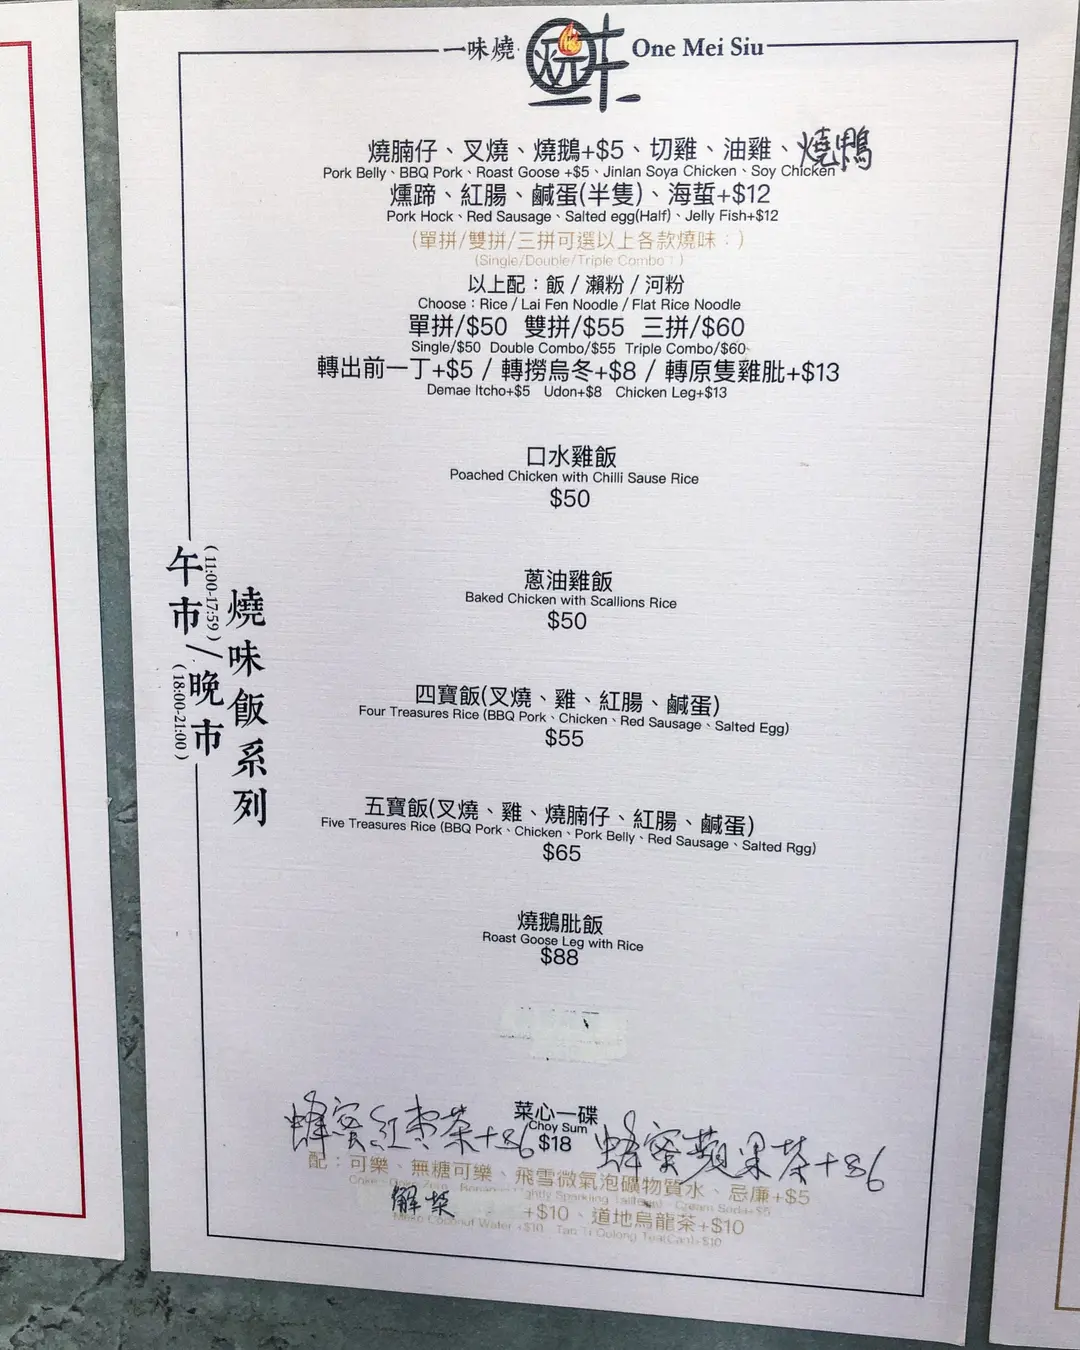 一味燒 One Mei Siu
燒腩仔、叉燒、燒鵝+$5、切雞、油雞、燒鴨
Pork Belly、BBQ Pork、Roast Goose +$5、Jinlan Soya Chicken、Soy Chicken
燻蹄、紅腸、鹹蛋(半隻)、海蜇+$12
Pork Hock、Red Sausage、Salted egg(Half)、Jelly Fish+$12
(單拼/雙拼/三拼可選以上各款燒味：)
(Single/Double/Triple Combo：)
以上配：飯 / 瀨粉 / 河粉
Choose：Rice / Lai Fen Noodle / Flat Rice Noodle
單拼/$50 雙拼/$55 三拼/$60
Single/$50 Double Combo/$55 Triple Combo/$60
轉出前一丁+$5 / 轉撈烏冬+$8 / 轉原隻雞髀+$13
Demae Itcho+$5 Udon+$8 Chicken Leg+$13
口水雞飯
Poached Chicken with Chilli Sause Rice
$50
蔥油雞飯
Baked Chicken with Scallions Rice
$50
四寶飯(叉燒、雞、紅腸、鹹蛋)
Four Treasures Rice (BBQ Pork、Chicken、Red Sausage、Salted Egg)
$55
五寶飯(叉燒、雞、燒腩仔、紅腸、鹹蛋)
Five Treasures Rice (BBQ Pork、Chicken、Pork Belly、Red Sausage、Salted Rgg)
$65
燒鵝髀飯
Roast Goose Leg with Rice
$88
燒味飯系列
午市/晚市
(11:00-17:59)
(18:00-21:00)
菜心一碟
Choy Sum
$18
蜂蜜紅棗茶+$6
蜂蜜蘋果茶+$6
配：可樂、無糖可樂、飛雪微氣泡礦物質水、忌廉+$5
Cream Soda+$5
+$10、道地烏龍茶+$10
Coconut Water +$10 Tao Ti Oolong Tea(Can)+$10